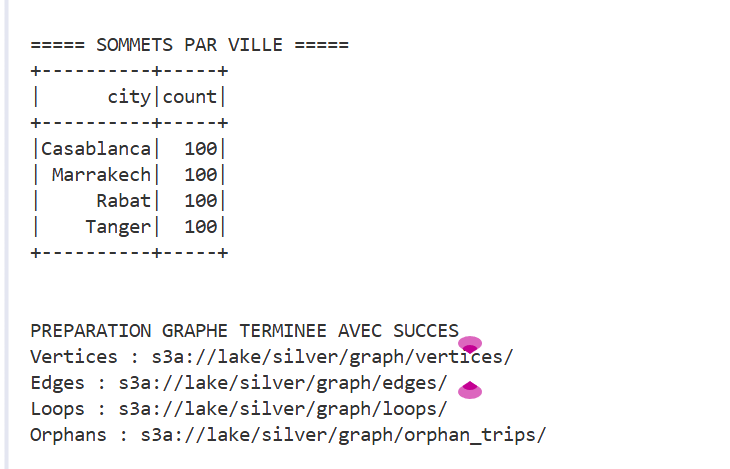 ===== SOMMETS PAR VILLE =====
+----------+-----+
|      city|count|
+----------+-----+
|Casablanca|  100|
| Marrakech|  100|
|     Rabat|  100|
|    Tanger|  100|
+----------+-----+
PREPARATION GRAPHE TERMINEE AVEC SUCCES
Vertices : s3a://lake/silver/graph/vertices/
Edges : s3a://lake/silver/graph/edges/
Loops : s3a://lake/silver/graph/loops/
Orphans : s3a://lake/silver/graph/orphan_trips/